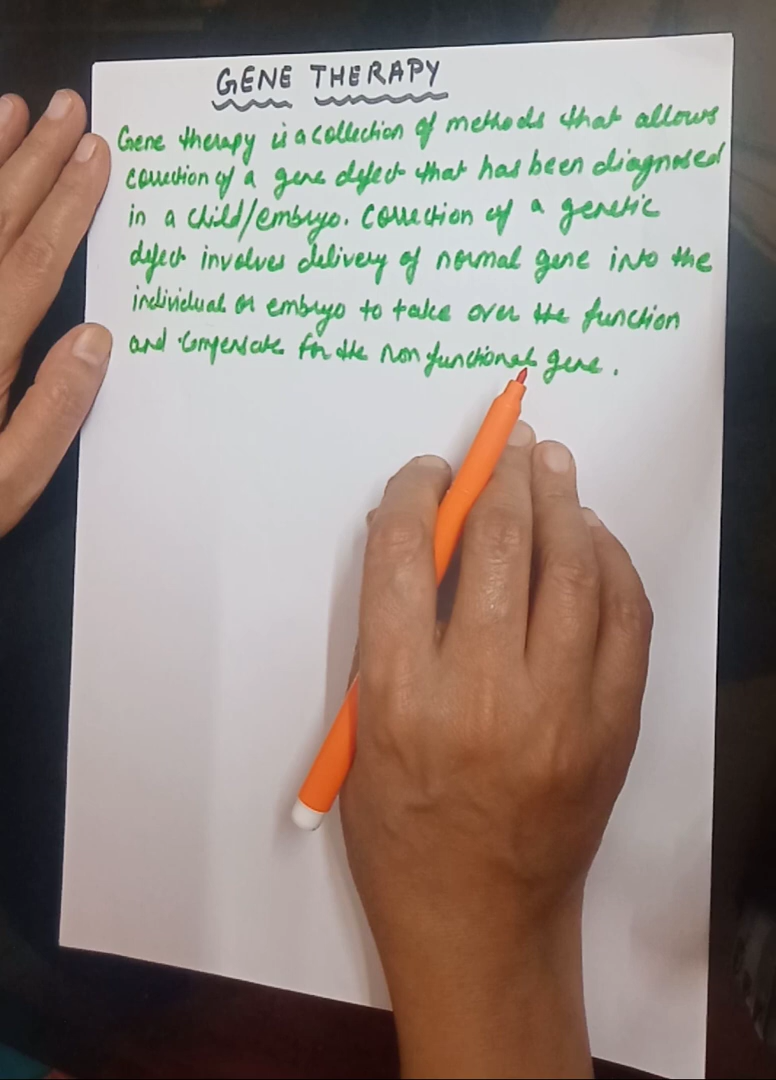 GENE THERAPY
Gene therapy is a collection of methods that allows
correction of a gene defect that has been diagnosed
in a child/embryo. Correction of a genetic
defect involves delivery of normal gene into the
individual or embryo to take over the function
and compensate for the non functional gene.